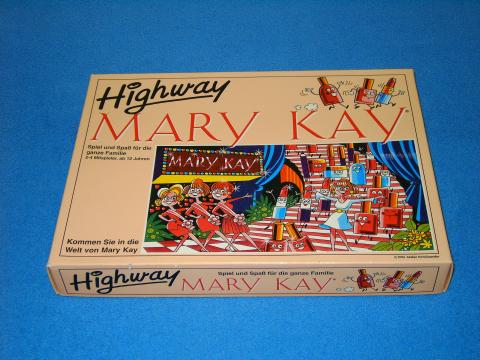 Highway
MARY KAY®
Spiel und Spaß für die
ganze Familie
2-4 Mitspieler, ab 12 Jahren
MARY KAY
Kommen Sie in die
Welt von Mary Kay
Highway
Spiel und Spaß für die ganze Familie
MARY KAY®